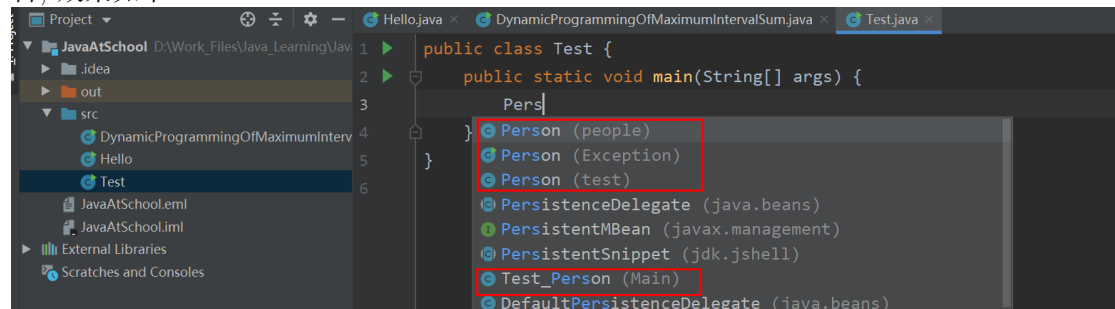 Project
Hello.java
DynamicProgrammingOfMaximumIntervalSum.java
Test.java
JavaAtSchool D:\Work_Files\Java_Learning\Jav
.idea
out
src
DynamicProgrammingOfMaximumInterv
Hello
Test
JavaAtSchool.eml
JavaAtSchool.iml
External Libraries
Scratches and Consoles
1 public class Test {
2 public static void main(String[] args) {
3 Pers
4 }
5 }
6
Person (people)
Person (Exception)
Person (test)
PersistenceDelegate (java.beans)
PersistentMBean (javax.management)
PersistentSnippet (jdk.jshell)
Test_Person (Main)
DefaultPersistenceDelegate (java.beans)